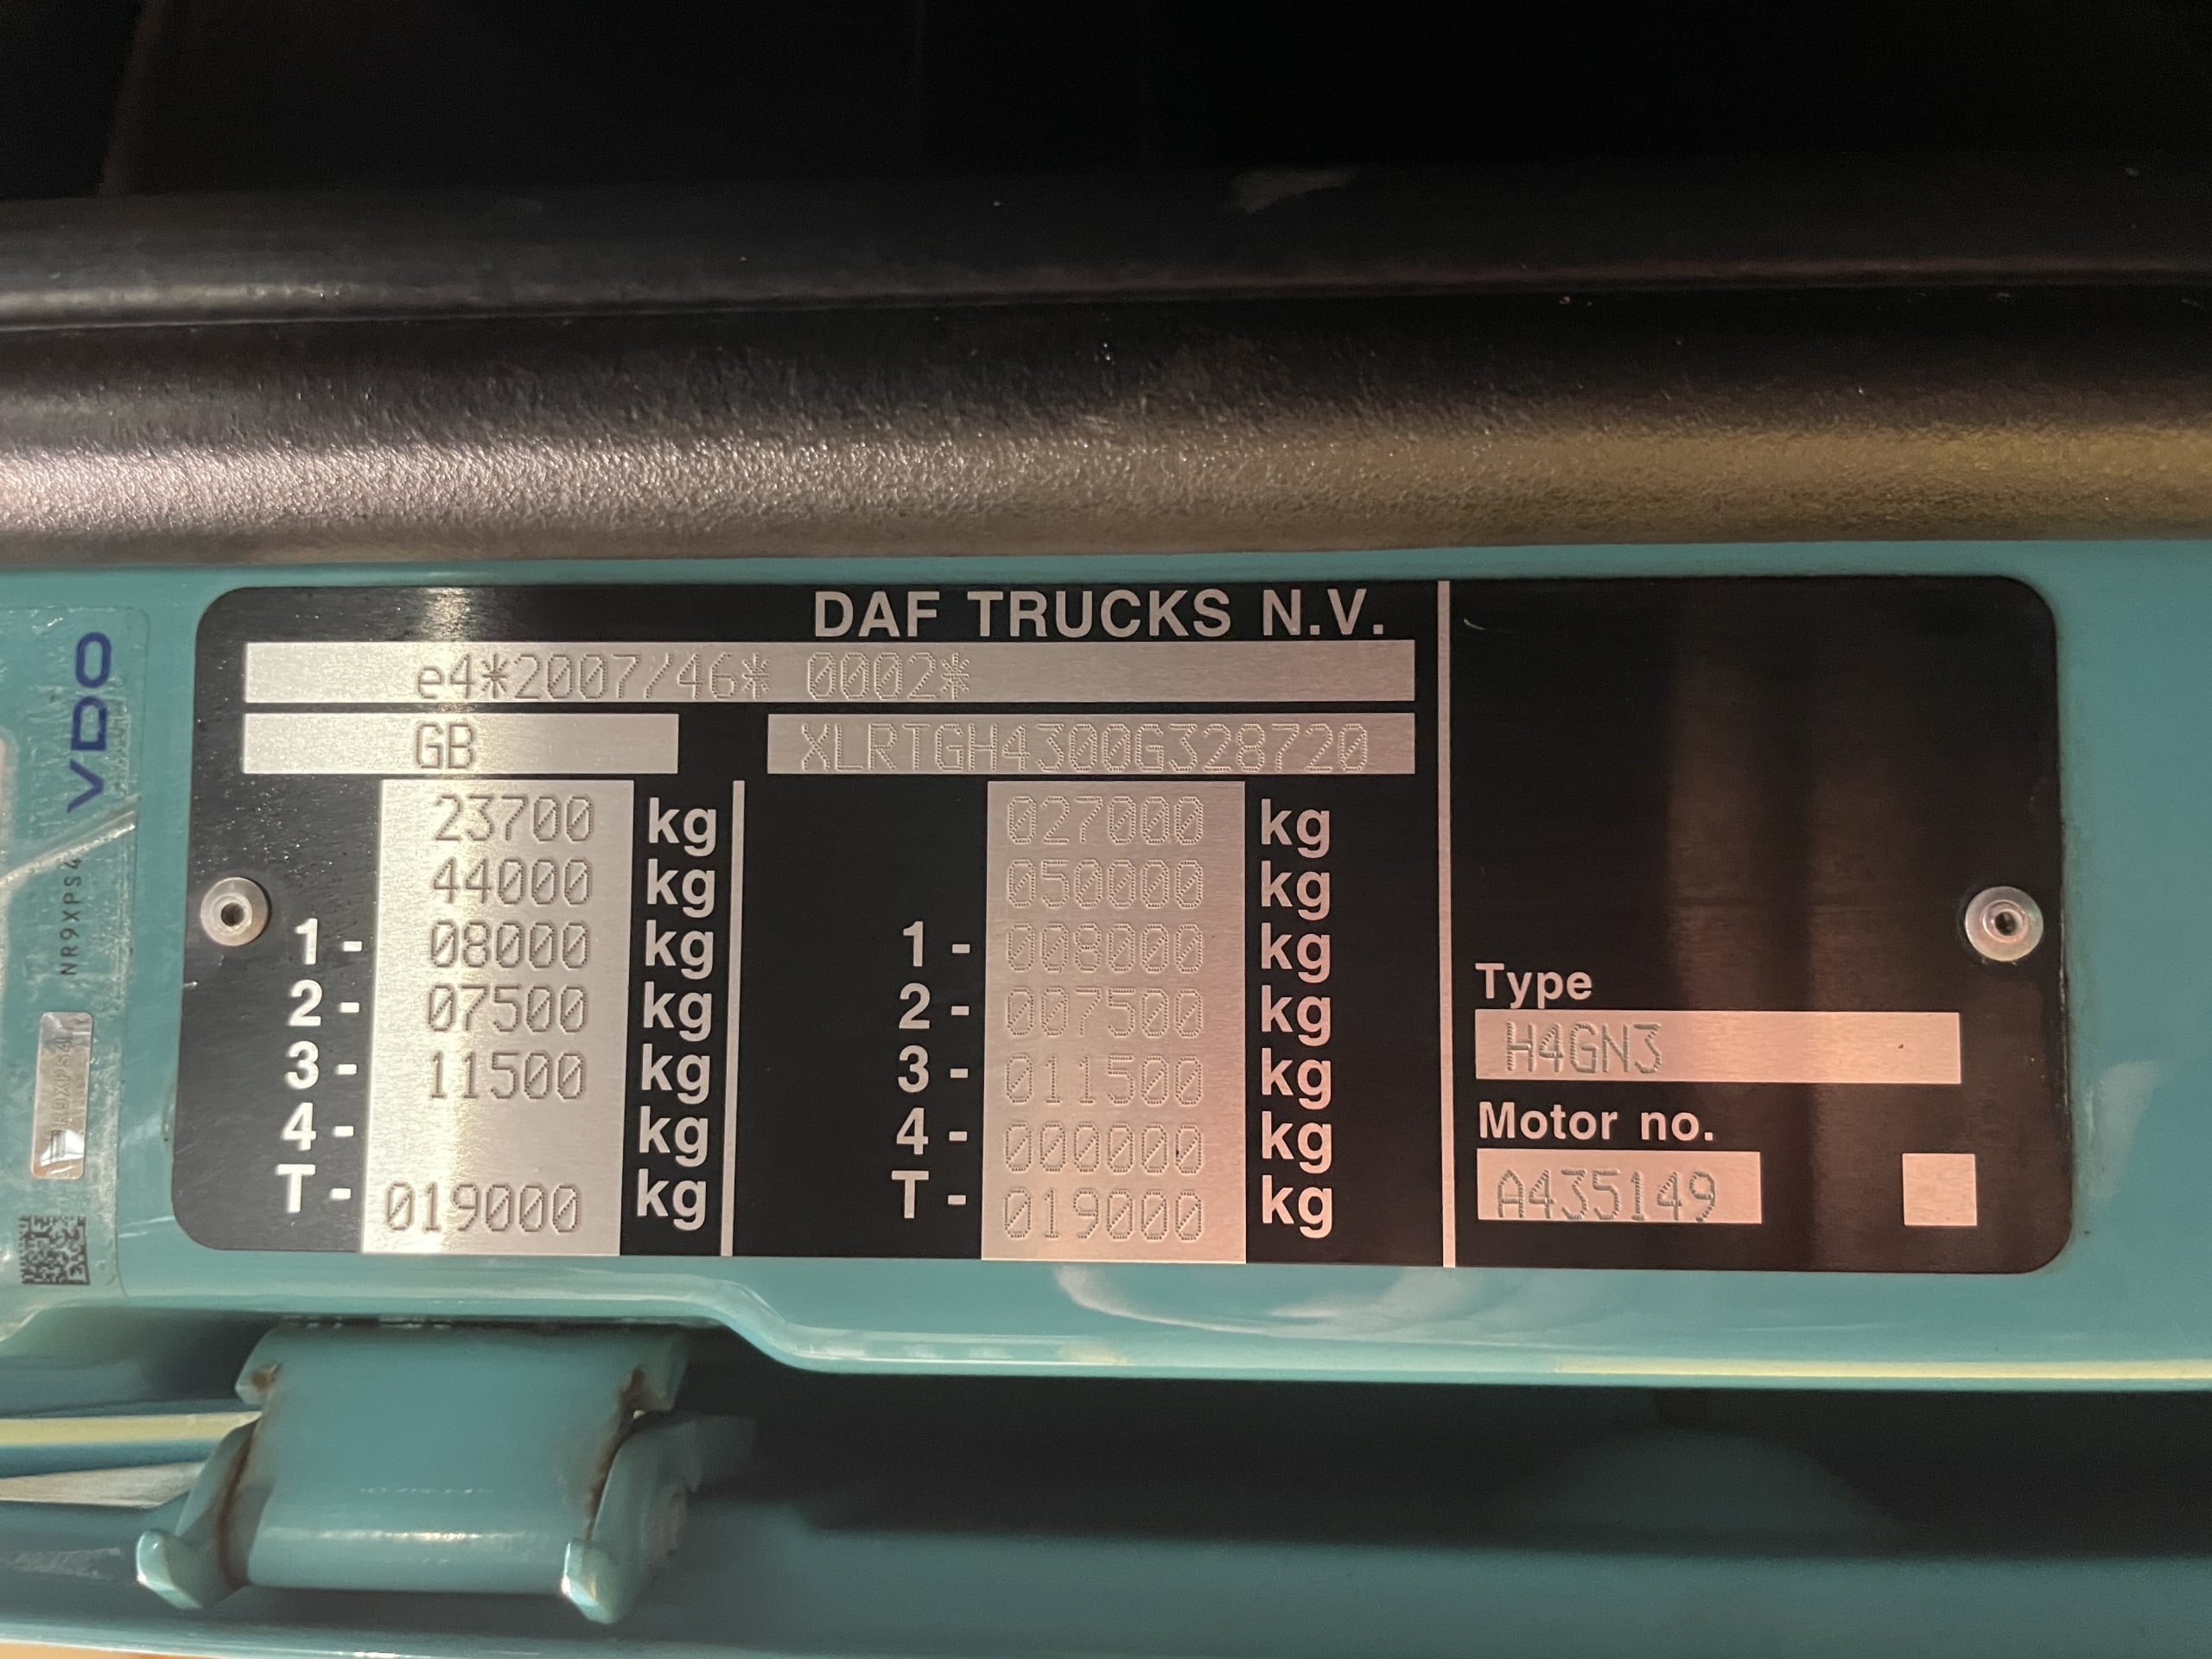 DAF TRUCKS N.V.
e4*2007/46* 0002*
GB XLRTGH4300G328720
23700 kg 027000 kg
44000 kg 050000 kg
1- 08000 kg 1- 008000 kg
2- 07500 kg 2- 007500 kg
3- 11500 kg 3- 011500 kg
4- kg 4- 000000 kg
T- 019000 kg T- 019000 kg
Type
H4GN3
Motor no.
A435149
VDO
NR9XPS4